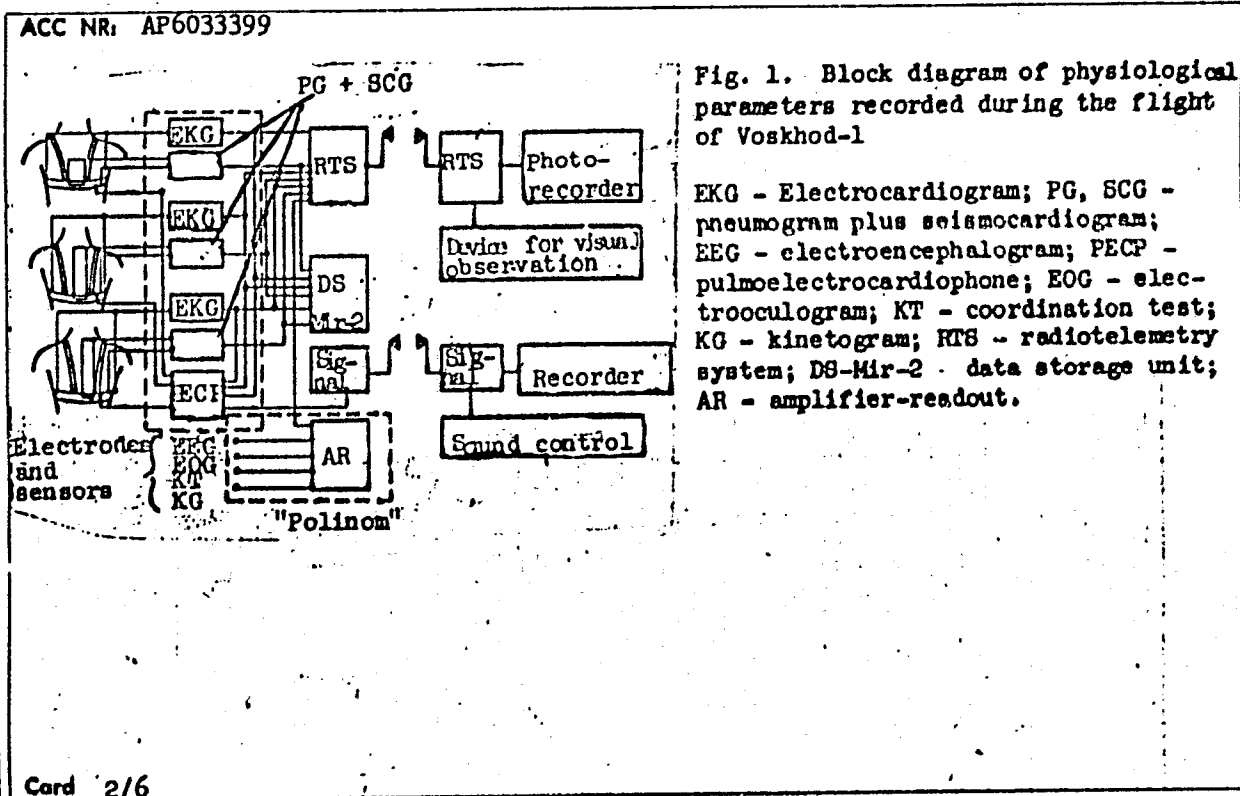 ACC NR: AP6033399
PG + SCG
EKG
EKG
EKG
RTS
DS
Mir-2
Sig-
nal
RTS
Photo-
recorder
Device for visual
observation
Sig-
nal
Recorder
Sound control
AR
Electrodes
and
sensors
EEG
EOG
KT
KG
"Polinom"
Fig. 1. Block diagram of physiological
parameters recorded during the flight
of Voskhod-1
EKG - Electrocardiogram; PG, SCG -
pneumogram plus seismocardiogram;
EEG - electroencephalogram; PECP -
pulmoelectrocardiophone; EOG - elec-
trooculogram; KT - coordination test;
KG - kinetogram; RTS - radiotelemetry
system; DS-Mir-2 - data storage unit;
AR - amplifier-readout.
Card 2/6